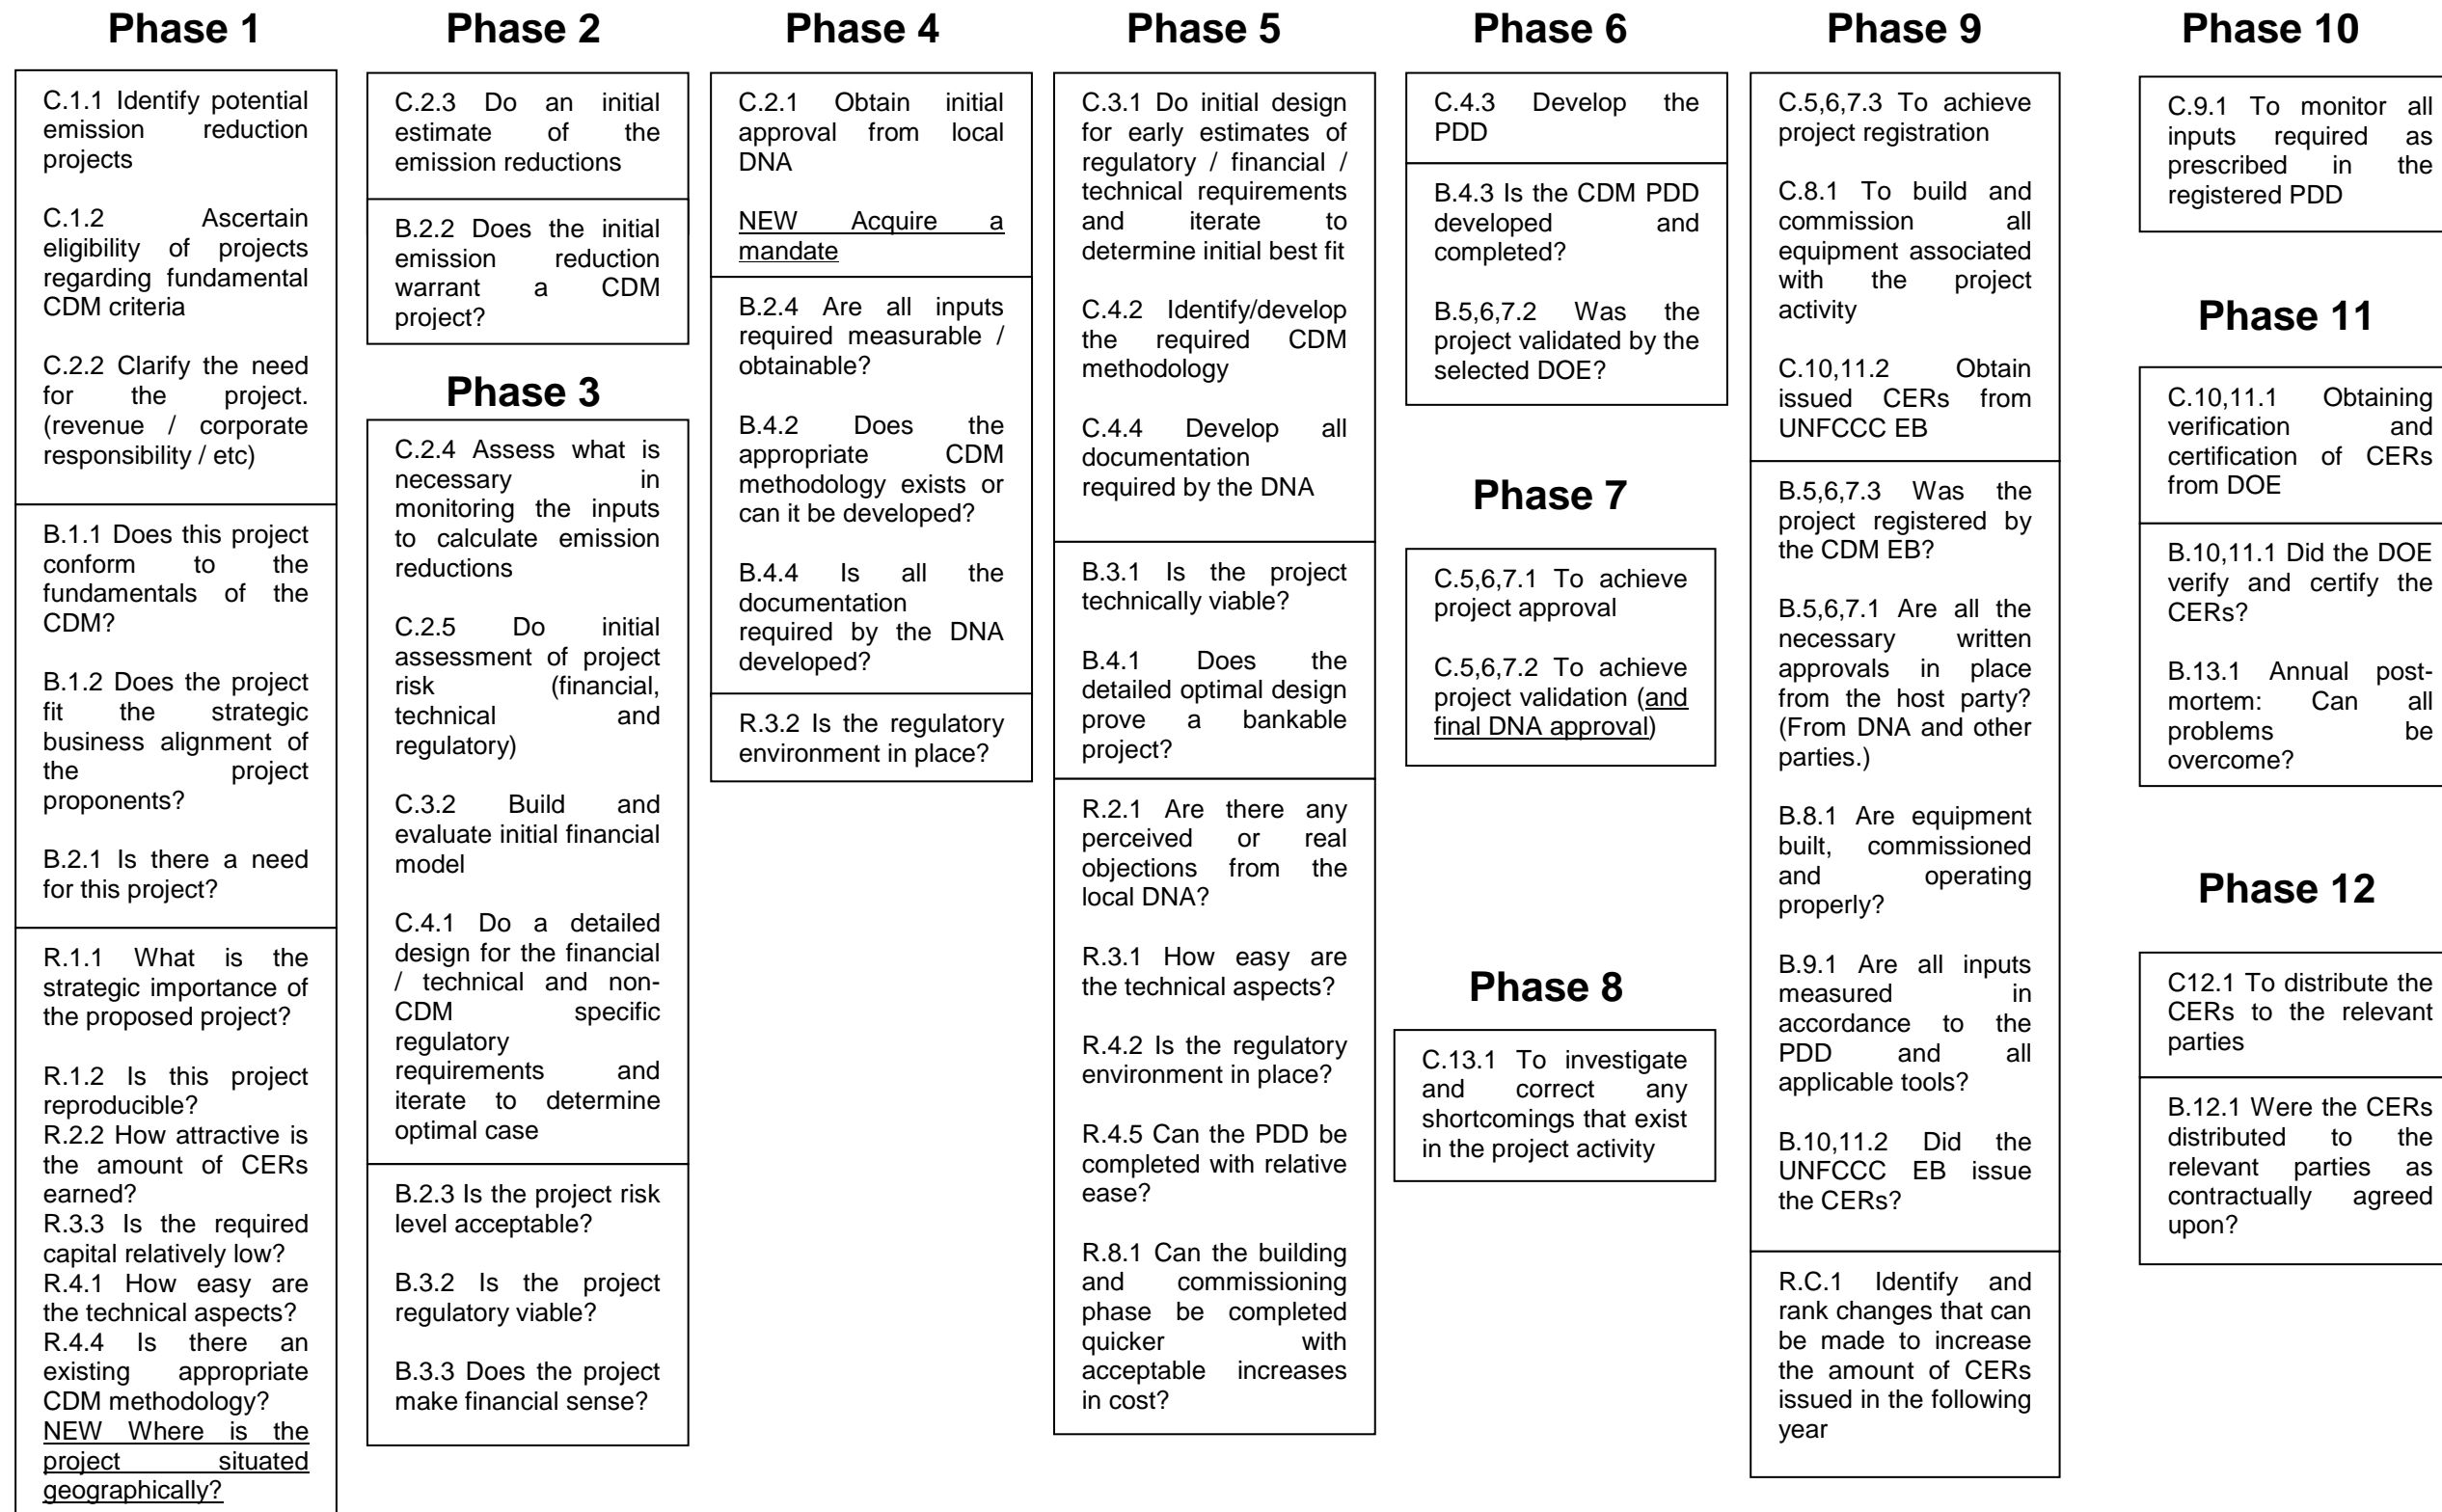 Phase 1
C.1.1 Identify potential
emission reduction
projects
C.1.2 Ascertain
eligibility of projects
regarding fundamental
CDM criteria
C.2.2 Clarify the need
for the project.
(revenue / corporate
responsibility / etc)
B.1.1 Does this project
conform to the
fundamentals of the
CDM?
B.1.2 Does the project
fit the strategic
business alignment of
the project
proponents?
B.2.1 Is there a need
for this project?
R.1.1 What is the
strategic importance of
the proposed project?
R.1.2 Is this project
reproducible?
R.2.2 How attractive is
the amount of CERs
earned?
R.3.3 Is the required
capital relatively low?
R.4.1 How easy are
the technical aspects?
R.4.4 Is there an
existing appropriate
CDM methodology?
NEW Where is the
project situated
geographically?
Phase 2
C.2.3 Do an initial
estimate of the
emission reductions
B.2.2 Does the initial
emission reduction
warrant a CDM
project?
Phase 3
C.2.4 Assess what is
necessary in
monitoring the inputs
to calculate emission
reductions
C.2.5 Do initial
assessment of project
risk (financial,
technical and
regulatory)
C.3.2 Build and
evaluate initial financial
model
C.4.1 Do a detailed
design for the financial
/ technical and non-
CDM specific
regulatory
requirements and
iterate to determine
optimal case
B.2.3 Is the project risk
level acceptable?
B.3.2 Is the project
regulatory viable?
B.3.3 Does the project
make financial sense?
Phase 4
C.2.1 Obtain initial
approval from local
DNA
NEW Acquire a
mandate
B.2.4 Are all inputs
required measurable /
obtainable?
B.4.2 Does the
appropriate CDM
methodology exists or
can it be developed?
B.4.4 Is all the
documentation
required by the DNA
developed?
R.3.2 Is the regulatory
environment in place?
Phase 5
C.3.1 Do initial design
for early estimates of
regulatory / financial /
technical requirements
and iterate to
determine initial best fit
C.4.2 Identify/develop
the required CDM
methodology
C.4.4 Develop all
documentation
required by the DNA
B.3.1 Is the project
technically viable?
B.4.1 Does the
detailed optimal design
prove a bankable
project?
R.2.1 Are there any
perceived or real
objections from the
local DNA?
R.3.1 How easy are
the technical aspects?
R.4.2 Is the regulatory
environment in place?
R.4.5 Can the PDD be
completed with relative
ease?
R.8.1 Can the building
and commissioning
phase be completed
quicker with
acceptable increases
in cost?
Phase 6
C.4.3 Develop the
PDD
B.4.3 Is the CDM PDD
developed and
completed?
B.5,6,7.2 Was the
project validated by the
selected DOE?
Phase 7
C.5,6,7.1 To achieve
project approval
C.5,6,7.2 To achieve
project validation (and
final DNA approval)
Phase 8
C.13.1 To investigate
and correct any
shortcomings that exist
in the project activity
Phase 9
C.5,6,7.3 To achieve
project registration
C.8.1 To build and
commission all
equipment associated
with the project
activity
C.10,11.2 Obtain
issued CERs from
UNFCCC EB
B.5,6,7.3 Was the
project registered by
the CDM EB?
B.5,6,7.1 Are all the
necessary written
approvals in place
from the host party?
(From DNA and other
parties.)
B.8.1 Are equipment
built, commissioned
and operating
properly?
B.9.1 Are all inputs
measured in
accordance to the
PDD and all
applicable tools?
B.10,11.2 Did the
UNFCCC EB issue
the CERs?
R.C.1 Identify and
rank changes that can
be made to increase
the amount of CERs
issued in the following
year
Phase 10
C.9.1 To monitor all
inputs required as
prescribed in the
registered PDD
Phase 11
C.10,11.1 Obtaining
verification and
certification of CERs
from DOE
B.10,11.1 Did the DOE
verify and certify the
CERs?
B.13.1 Annual post-
mortem: Can all
problems be
overcome?
Phase 12
C12.1 To distribute the
CERs to the relevant
parties
B.12.1 Were the CERs
distributed to the
relevant parties as
contractually agreed
upon?